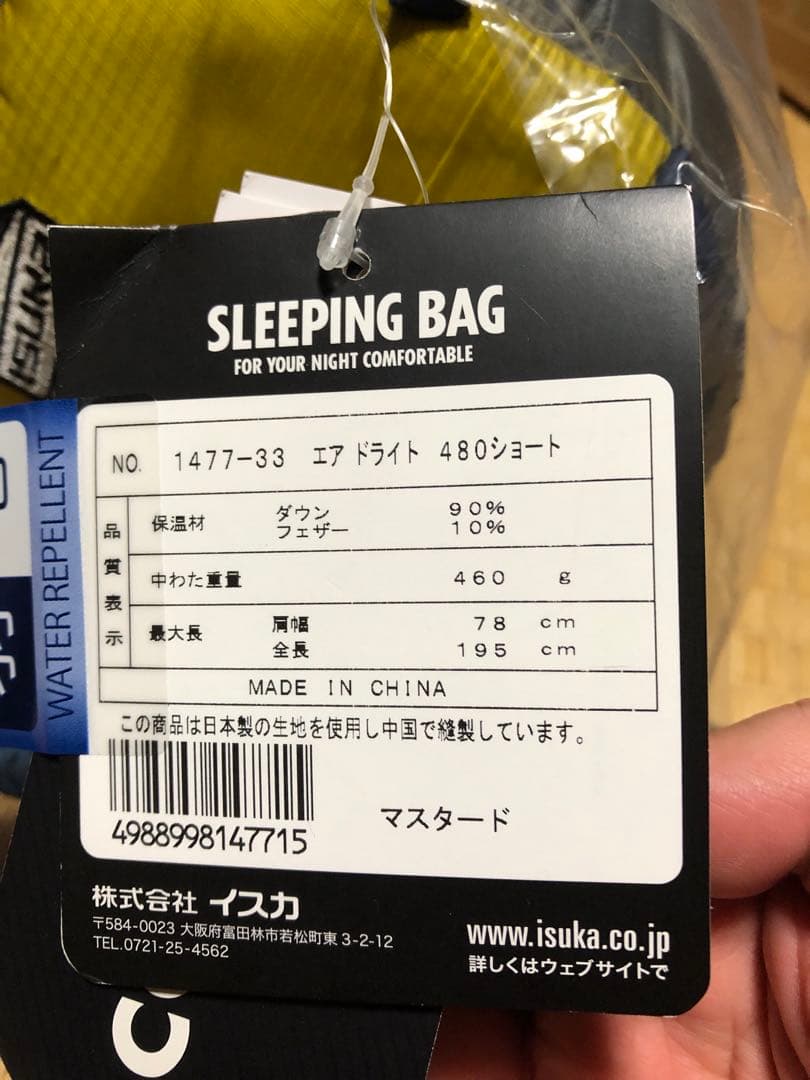 SLEEPING BAG
FOR YOUR NIGHT COMFORTABLE
NO. 1477-33 エア ドライト 480ショート
品質表示
保温材 ダウン 90%
フェザー 10%
中わた重量 460 g
最大長 肩幅 78 cm
全長 195 cm
MADE IN CHINA
この商品は日本製の生地を使用し中国で縫製しています。
4988998147715
マスタード
株式会社 イスカ
〒584-0023 大阪府富田林市若松町東3-2-12
TEL.0721-25-4562
www.isuka.co.jp
詳しくはウェブサイトで
WATER REPELLENT
ISUKA